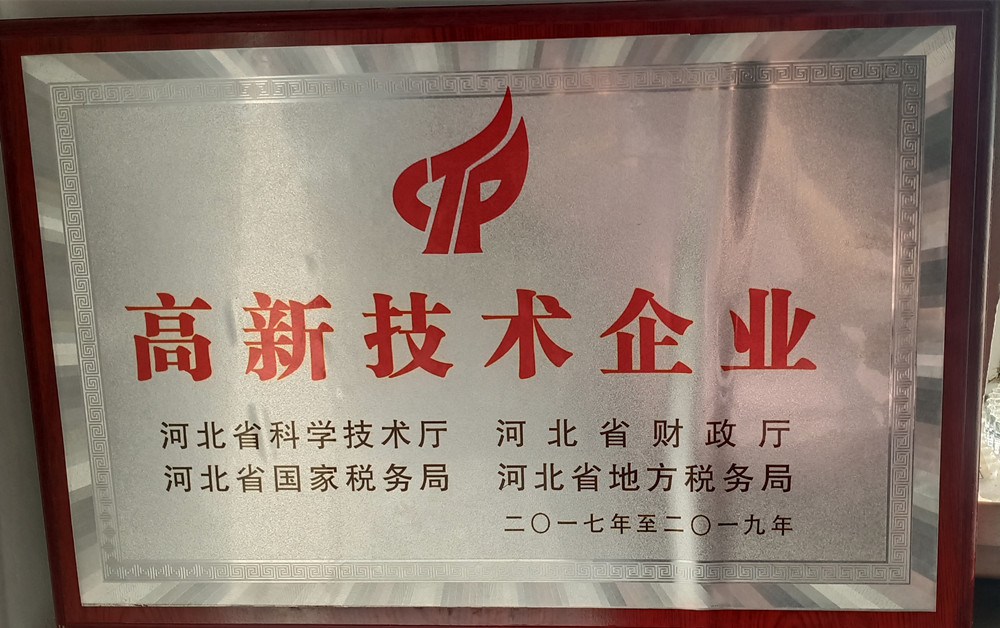 CTP
高新技术企业
河北省科学技术厅 河北省财政厅
河北省国家税务局 河北省地方税务局
二〇一七年至二〇一九年